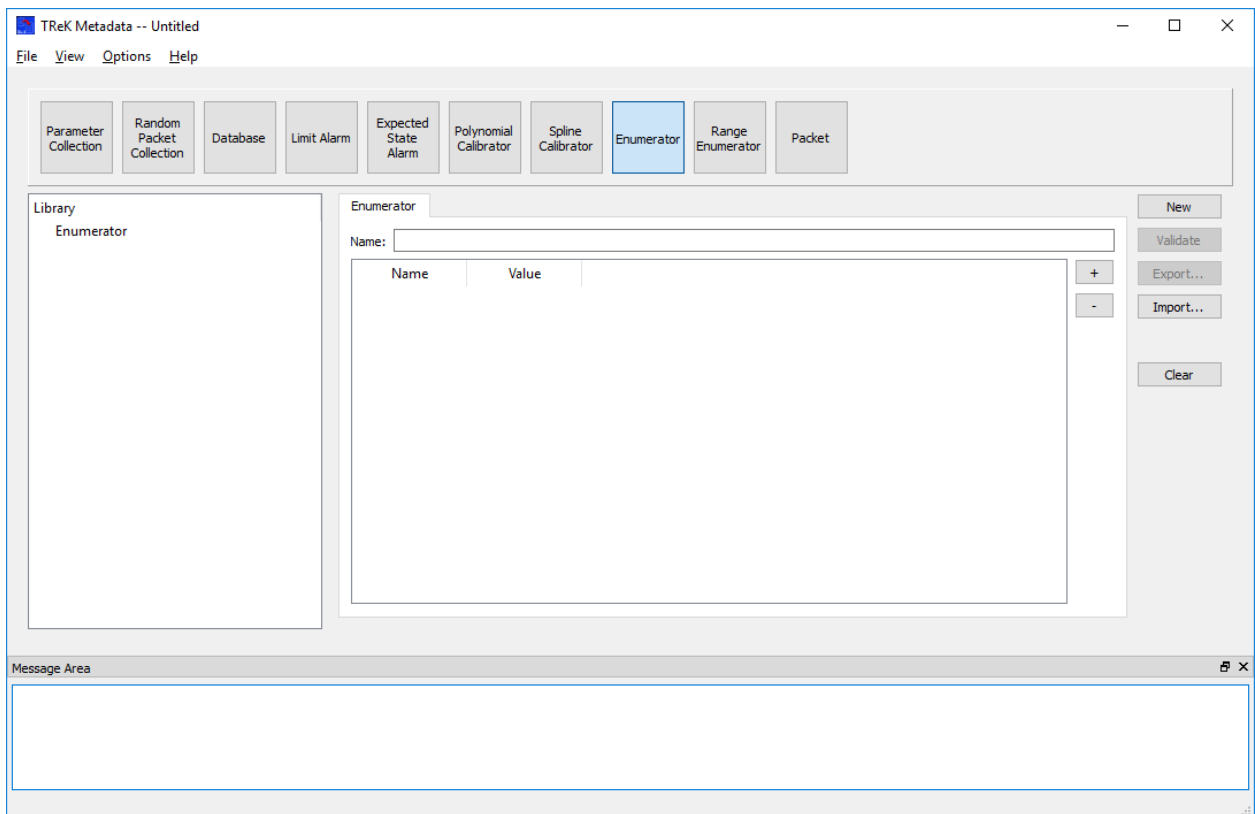 TReK Metadata -- Untitled
File View Options Help
Parameter Collection
Random Packet Collection
Database
Limit Alarm
Expected State Alarm
Polynomial Calibrator
Spline Calibrator
Enumerator
Range Enumerator
Packet
Library
Enumerator
Enumerator
Name:
Name Value
+
-
New
Validate
Export...
Import...
Clear
Message Area